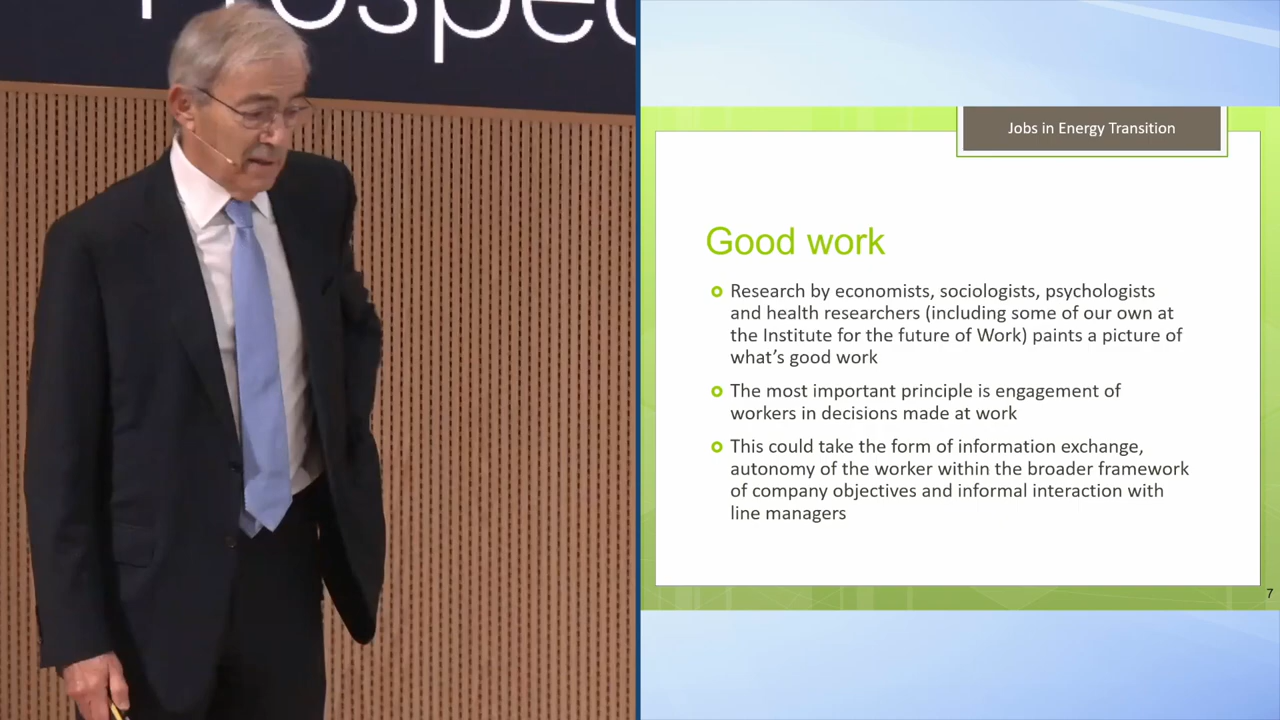 Prospec
Jobs in Energy Transition
Good work
Research by economists, sociologists, psychologists
and health researchers (including some of our own at
the Institute for the future of Work) paints a picture of
what’s good work
The most important principle is engagement of
workers in decisions made at work
This could take the form of information exchange,
autonomy of the worker within the broader framework
of company objectives and informal interaction with
line managers
7